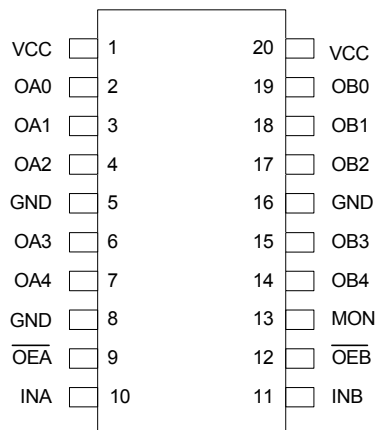 VCC 1 20 VCC
OA0 2 19 OB0
OA1 3 18 OB1
OA2 4 17 OB2
GND 5 16 GND
OA3 6 15 OB3
OA4 7 14 OB4
GND 8 13 MON
O̅E̅A̅ 9 12 O̅E̅B̅
INA 10 11 INB